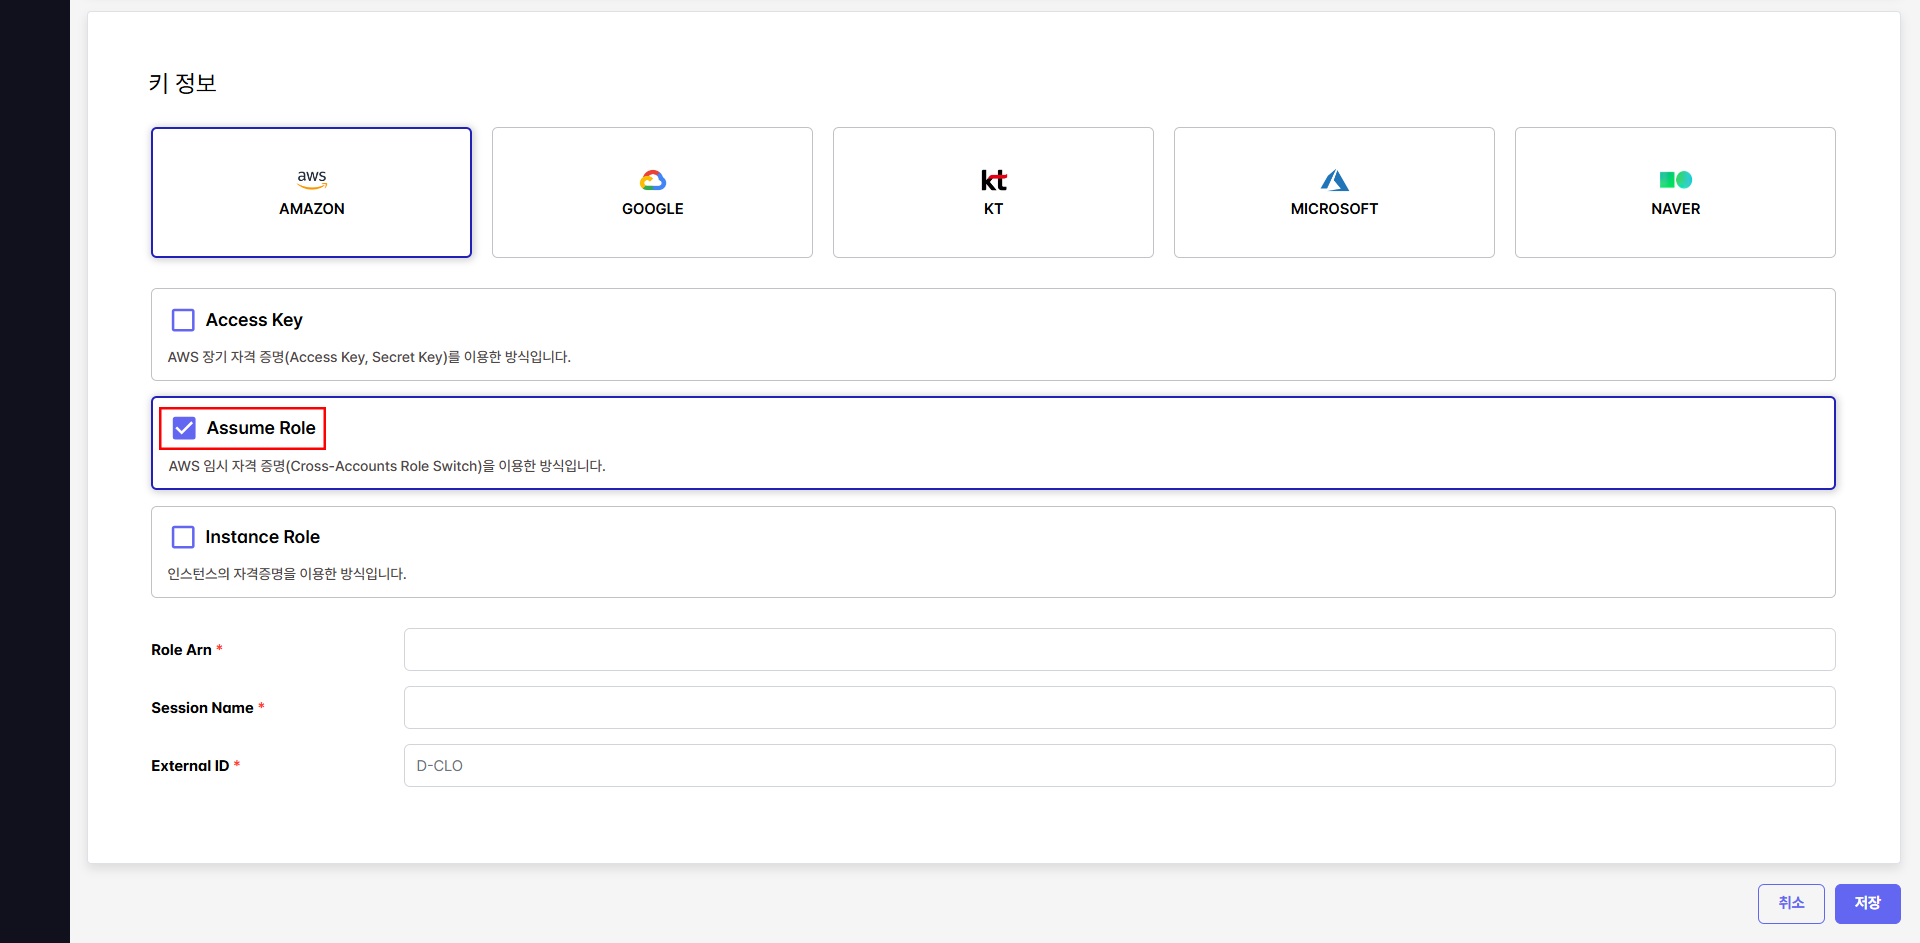 키 정보
aws
AMAZON
GOOGLE
kt
KT
MICROSOFT
NAVER
Access Key
AWS 장기 자격 증명(Access Key, Secret Key)를 이용한 방식입니다.
Assume Role
AWS 임시 자격 증명(Cross-Accounts Role Switch)을 이용한 방식입니다.
Instance Role
인스턴스의 자격증명을 이용한 방식입니다.
Role Arn *
Session Name *
External ID *
D-CLO
취소
저장